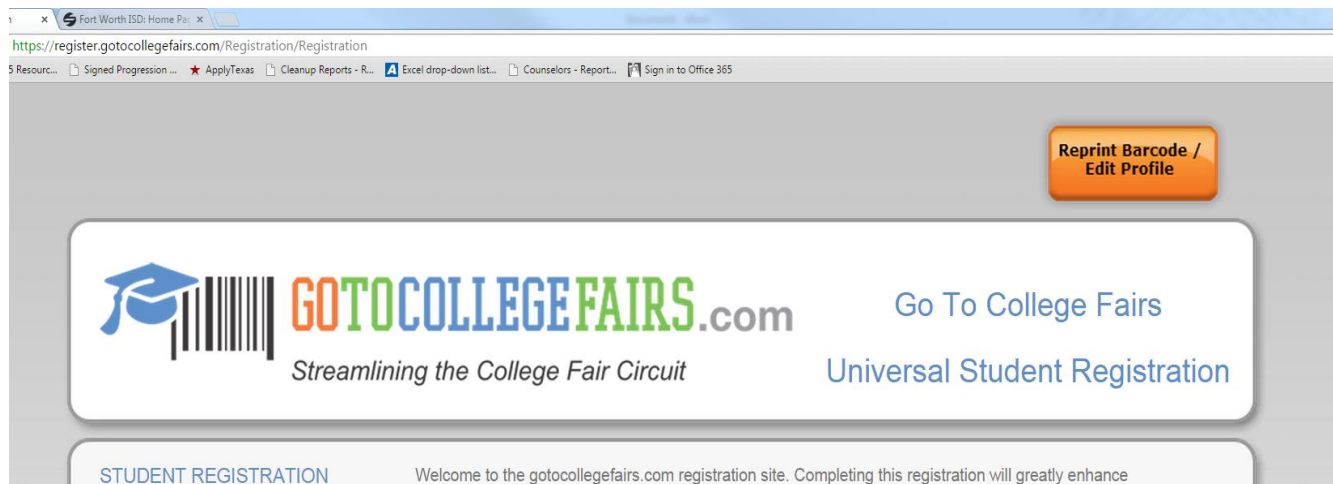 Fort Worth ISD: Home Pa
https://register.gotocollegefairs.com/Registration/Registration
5 Resourc... Signed Progression ... ApplyTexas Cleanup Reports - R... Excel drop-down list... Counselors - Report... Sign in to Office 365
Reprint Barcode /
Edit Profile
GOTOCOLLEGEFAIRS.com
Streamlining the College Fair Circuit
Go To College Fairs
Universal Student Registration
STUDENT REGISTRATION
Welcome to the gotocollegefairs.com registration site. Completing this registration will greatly enhance